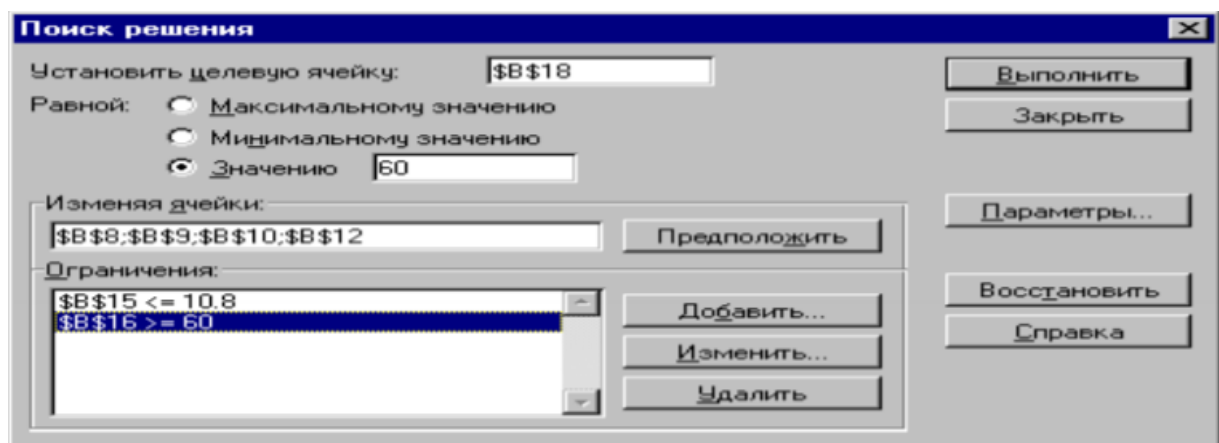 Поиск решения
Установить целевую ячейку: $B$18
Выполнить
Равной: Максимальному значению
Закрыть
Минимальному значению
Значению 60
Изменяя ячейки:
Параметры...
$B$8;$B$9;$B$10;$B$12 Предположить
Ограничения:
$B$15 <= 10.8
$B$16 >= 60
Добавить...
Восстановить
Изменить...
Справка
Удалить